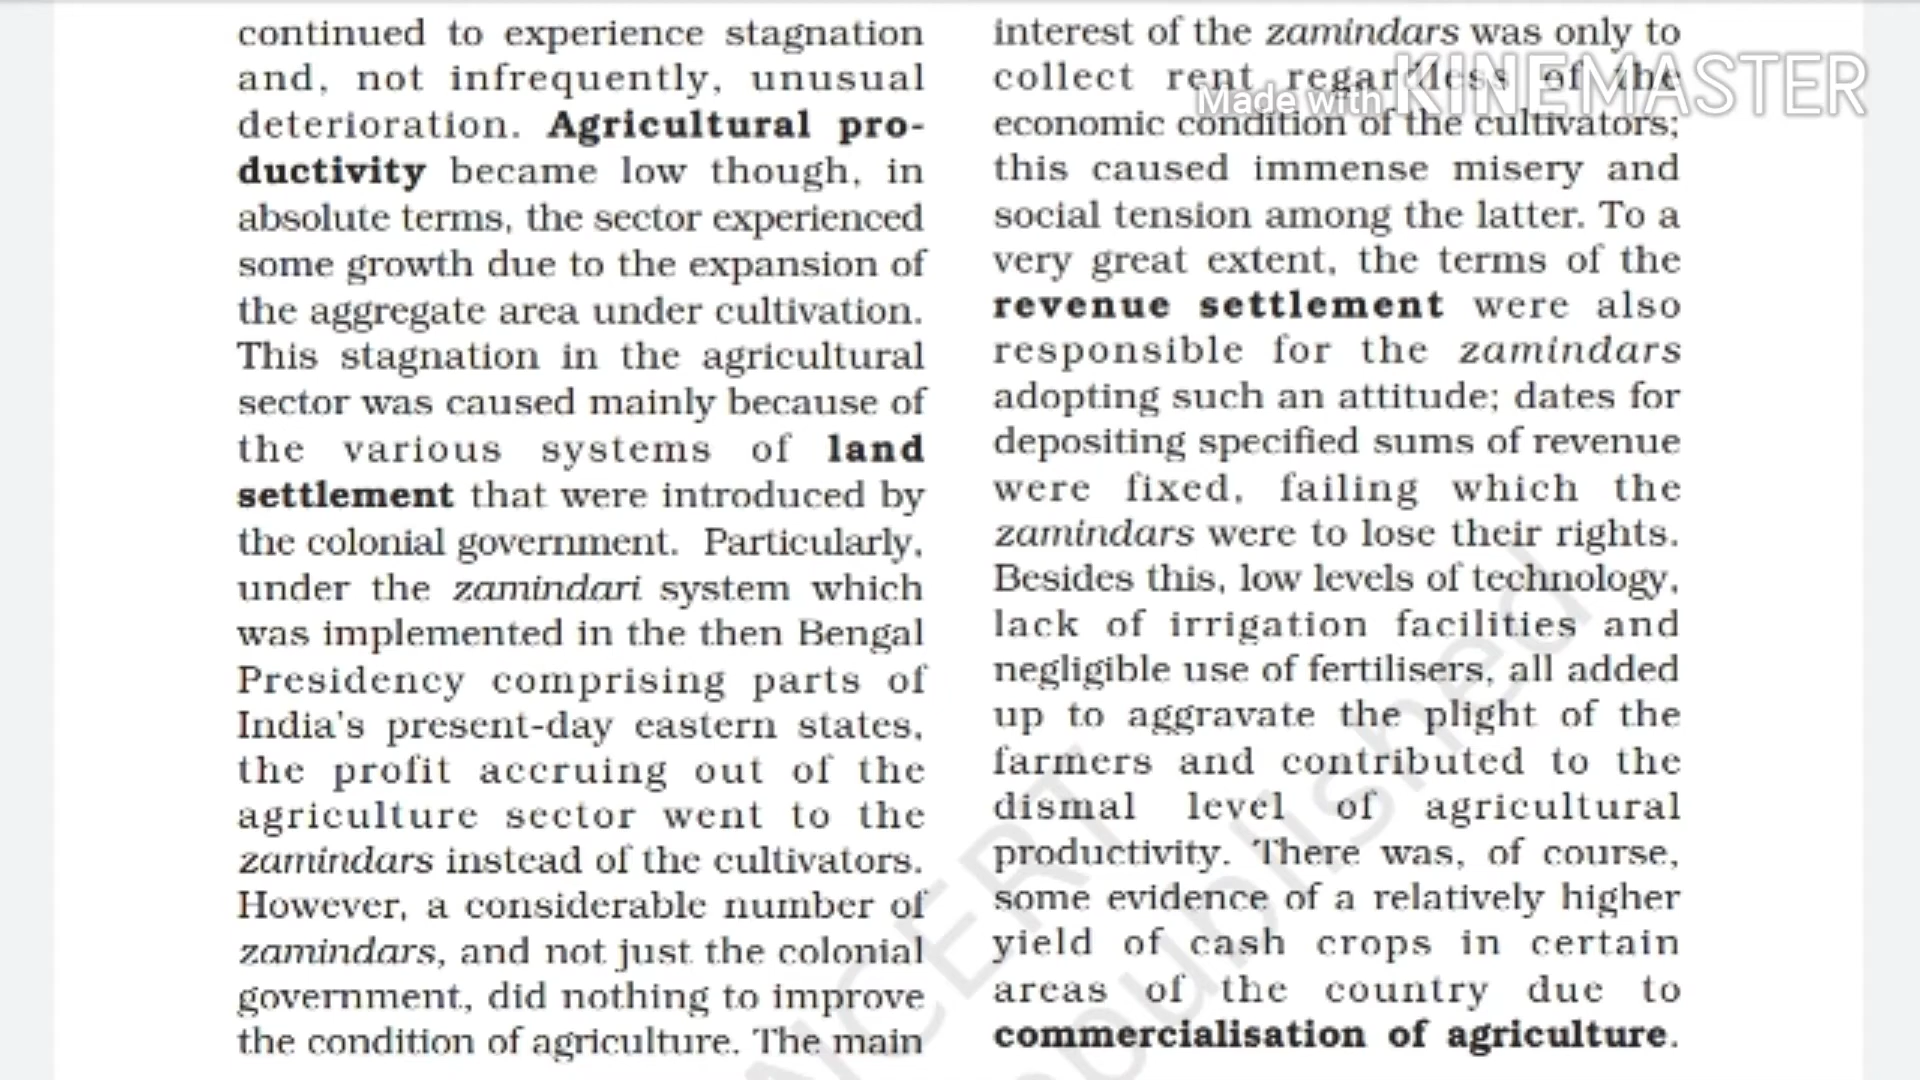 continued to experience stagnation
and, not infrequently, unusual
deterioration. Agricultural pro-
ductivity became low though, in
absolute terms, the sector experienced
some growth due to the expansion of
the aggregate area under cultivation.
This stagnation in the agricultural
sector was caused mainly because of
the various systems of land
settlement that were introduced by
the colonial government. Particularly,
under the zamindari system which
was implemented in the then Bengal
Presidency comprising parts of
India's present-day eastern states,
the profit accruing out of the
agriculture sector went to the
zamindars instead of the cultivators.
However, a considerable number of
zamindars, and not just the colonial
government, did nothing to improve
the condition of agriculture. The main
interest of the zamindars was only to
collect rent regardless of the
economic condition of the cultivators;
this caused immense misery and
social tension among the latter. To a
very great extent, the terms of the
revenue settlement were also
responsible for the zamindars
adopting such an attitude; dates for
depositing specified sums of revenue
were fixed, failing which the
zamindars were to lose their rights.
Besides this, low levels of technology,
lack of irrigation facilities and
negligible use of fertilisers, all added
up to aggravate the plight of the
farmers and contributed to the
dismal level of agricultural
productivity. There was, of course,
some evidence of a relatively higher
yield of cash crops in certain
areas of the country due to
commercialisation of agriculture.
Made with KINEMASTER
NCERT
published